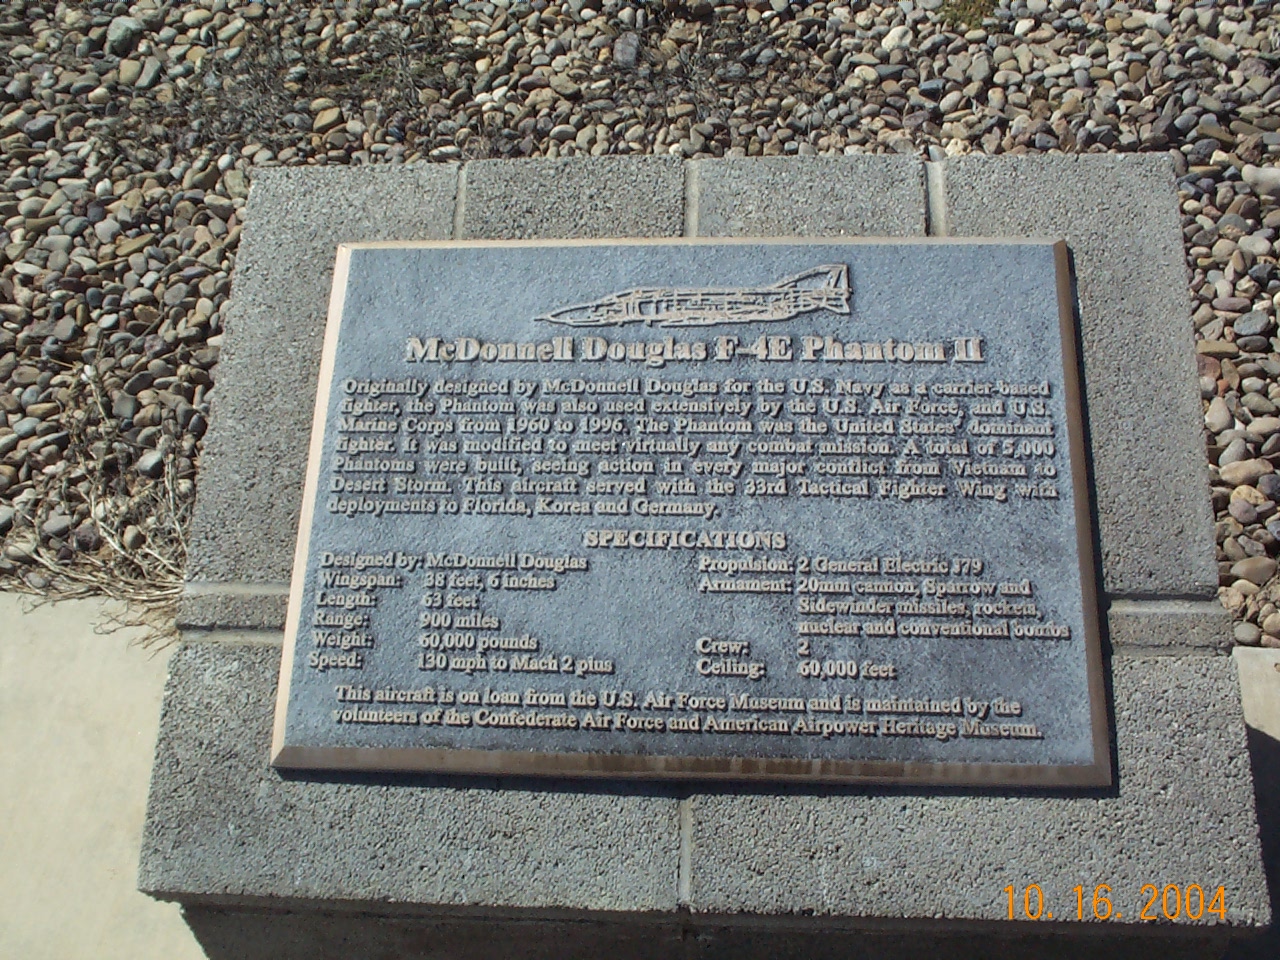 McDonnell Douglas F-4E Phantom II
Originally designed by McDonnell Douglas for the U.S. Navy as a carrier-based
fighter, the Phantom was also used extensively by the U.S. Air Force, and U.S.
Marine Corps from 1960 to 1996. The Phantom was the United States' dominant
fighter. It was modified to meet virtually any combat mission. A total of 5,000
Phantoms were built, seeing action in every major conflict from Vietnam to
Desert Storm. This aircraft served with the 33rd Tactical Fighter Wing with
deployments to Florida, Korea and Germany.
SPECIFICATIONS
Designed by: McDonnell Douglas
Wingspan: 38 feet, 6 inches
Length: 63 feet
Range: 900 miles
Weight: 60,000 pounds
Speed: 130 mph to Mach 2 plus
Propulsion: 2 General Electric J79
Armament: 20mm cannon, Sparrow and
Sidewinder missiles, rockets,
nuclear and conventional bombs
Crew: 2
Ceiling: 60,000 feet
This aircraft is on loan from the U.S. Air Force Museum and is maintained by the
volunteers of the Confederate Air Force and American Airpower Heritage Museum.
10. 16. 2004